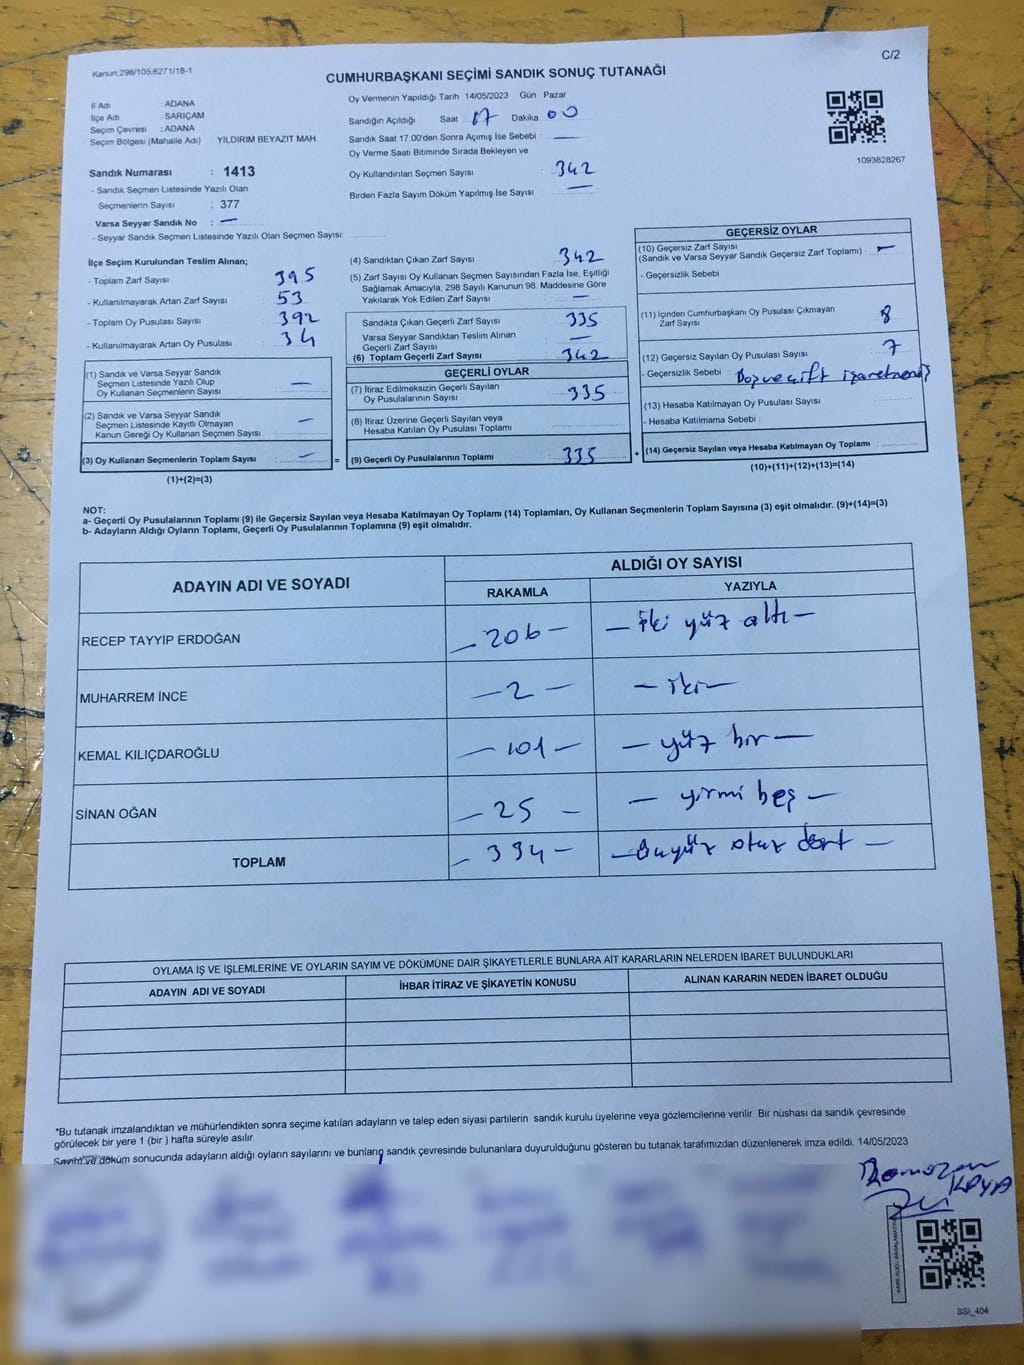 C/2
Kanun:298/105;6271/18-1
CUMHURBAŞKANI SEÇİMİ SANDIK SONUÇ TUTANAĞI
İl Adı ADANA
İlçe Adı : SARIÇAM
Seçim Çevresi : ADANA
Seçim Bölgesi (Mahalle Adı) YILDIRIM BEYAZIT MAH.
Oy Vermenin Yapıldığı Tarih 14/05/2023 Gün Pazar
Sandığın Açıldığı Saat 17 Dakika 00
Sandık Saat 17:00'den Sonra Açımış İse Sebebi : —
Oy Verme Saati Bitiminde Sırada Bekleyen ve
Oy Kullandırılan Seçmen Sayısı 342
Birden Fazla Sayım Döküm Yapılmış İse Sayısı —
1093828267
Sandık Numarası : 1413
- Sandık Seçmen Listesinde Yazılı Olan
Seçmenlerin Sayısı : 377
Varsa Seyyar Sandık No : —
- Seyyar Sandık Seçmen Listesinde Yazılı Olan Seçmen Sayısı:
İlçe Seçim Kurulundan Teslim Alınan;
- Toplam Zarf Sayısı : 395
- Kullanılmayarak Artan Zarf Sayısı : 53
- Toplam Oy Pusulası Sayısı : 392
- Kullanılmayarak Artan Oy Pusulası : 34
(1) Sandık ve Varsa Seyyar Sandık
Seçmen Listesinde Yazılı Olup
Oy Kullanan Seçmenlerin Sayısı : —
(2) Sandık ve Varsa Seyyar Sandık
Seçmen Listesinde Kayıtlı Olmayan
Kanun Gereği Oy Kullanan Seçmen Sayısı : —
(3) Oy Kullanan Seçmenlerin Toplam Sayısı : —
(1)+(2)=(3)
(4) Sandıktan Çıkan Zarf Sayısı 342
(5) Zarf Sayısı Oy Kullanan Seçmen Sayısından Fazla İse, Eşitliği
Sağlamak Amacıyla, 298 Sayılı Kanunun 98. Maddesine Göre
Yakılarak Yok Edilen Zarf Sayısı —
Sandıkta Çıkan Geçerli Zarf Sayısı 335
Varsa Seyyar Sandıktan Teslim Alınan
Geçerli Zarf Sayısı —
(6) Toplam Geçerli Zarf Sayısı 342
GEÇERLİ OYLAR
(7) İtiraz Edilmeksizin Geçerli Sayılan
Oy Pusulalarının Sayısı 335
(8) İtiraz Üzerine Geçerli Sayılan veya
Hesaba Katılan Oy Pusulası Toplamı
= (9) Geçerli Oy Pusulalarının Toplamı : 335 +
GEÇERSİZ OYLAR
(10) Geçersiz Zarf Sayısı
(Sandık ve Varsa Seyyar Sandık Geçersiz Zarf Toplamı) —
- Geçersizlik Sebebi
(11) İçinden Cumhurbaşkanı Oy Pusulası Çıkmayan
Zarf Sayısı 8
(12) Geçersiz Sayılan Oy Pusulası Sayısı 7
- Geçersizlik Sebebi Boş ve çift
(13) Hesaba Katılmayan Oy Pusulası Sayısı
- Hesaba Katılmama Sebebi :
(14) Geçersiz Sayılan veya Hesaba Katılmayan Oy Toplamı :
(10)+(11)+(12)+(13)=(14)
NOT:
a- Geçerli Oy Pusulalarının Toplamı (9) ile Geçersiz Sayılan veya Hesaba Katılmayan Oy Toplamı (14) Toplamları, Oy Kullanan Seçmenlerin Toplam Sayısına (3) eşit olmalıdır. (9)+(14)=(3)
b- Adayların Aldığı Oyların Toplamı, Geçerli Oy Pusulalarının Toplamına (9) eşit olmalıdır.
ADAYIN ADI VE SOYADI ALDIĞI OY SAYISI
RAKAMLA YAZIYLA
RECEP TAYYİP ERDOĞAN — 206 — — iki yüz altı —
MUHARREM İNCE — 2 — — iki —
KEMAL KILIÇDAROĞLU — 101 — — yüz bir —
SİNAN OĞAN — 25 — — yirmi beş —
TOPLAM — 334 — — üçyüz otuz dört —
OYLAMA İŞ VE İŞLEMLERİNE VE OYLARIN SAYIM VE DÖKÜMÜNE DAİR ŞİKAYETLERLE BUNLARA AİT KARARLARIN NELERDEN İBARET BULUNDUKLARI
ADAYIN ADI VE SOYADI İHBAR İTİRAZ VE ŞİKAYETİN KONUSU ALINAN KARARIN NEDEN İBARET OLDUĞU
*Bu tutanak imzalandıktan ve mühürlendikten sonra seçime katılan adayların ve talep eden siyasi partilerin sandık kurulu üyelerine veya gözlemcilerine verilir Bir nüshası da sandık çevresinde
görülecek bir yere 1 (bir ) hafta süreyle asılır.
Sayım ve döküm sonucunda adayların aldığı oyların sayılarını ve bunların sandık çevresinde bulunanlara duyurulduğunu gösteren bu tutanak tarafımızdan düzenlenerek imza edildi. 14/05/2023
Ramazan
KAYA
SSI_404